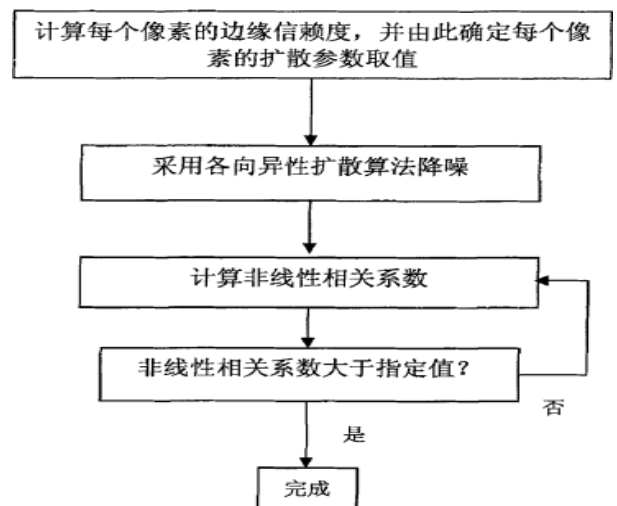 计算每个像素的边缘信赖度，并由此确定每个像
素的扩散参数取值
采用各向异性扩散算法降噪
计算非线性相关系数
非线性相关系数大于指定值？
否
是
完成